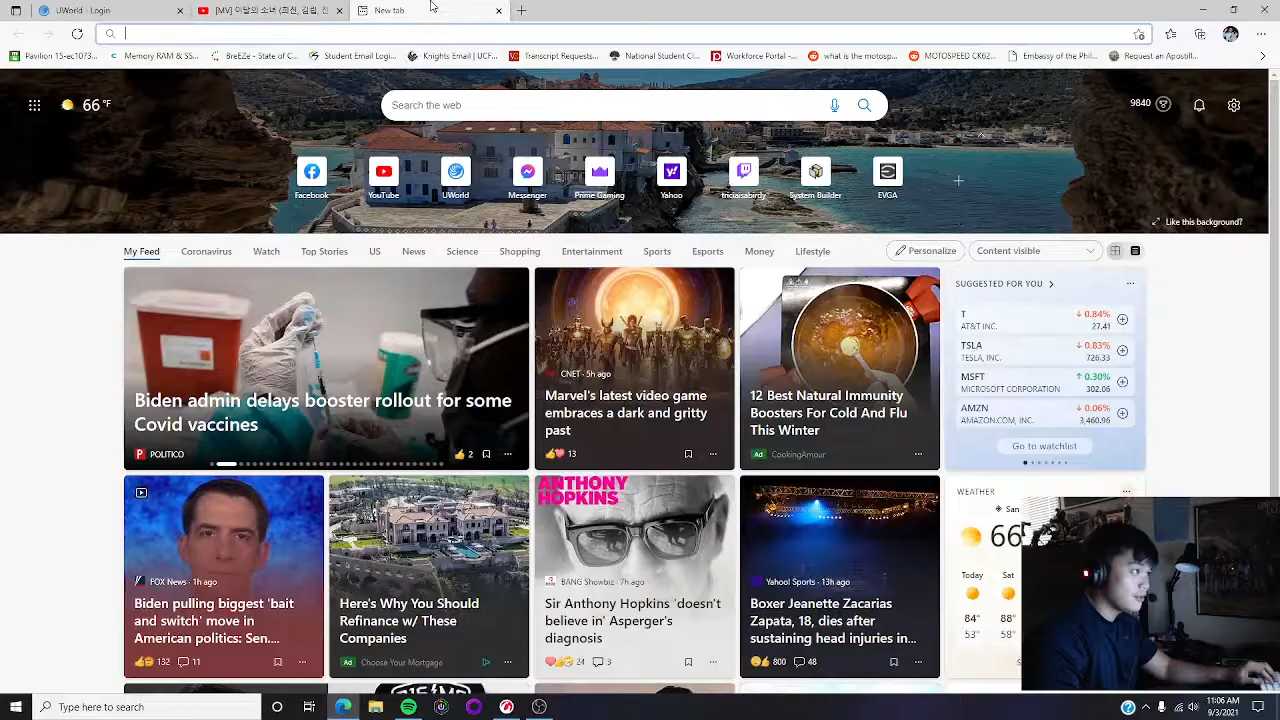 UWorld - Login
[MV] 이달의 소녀
New tab
Pavilion 15-ec1073...
Memory RAM & SS...
BreEZe - State of C...
Student Email Logi...
Knights Email | UCF...
Transcript Requests...
National Student Cl...
Workforce Portal -...
what is the motosp...
MOTOSPEED CK62...
Embassy of the Phil...
Request an Apostill...
66 °F
Search the web
9840
Facebook
YouTube
UWorld
Messenger
Prime Gaming
Yahoo
triciaisabirdy
System Builder
EVGA
Like this background?
My Feed
Coronavirus
Watch
Top Stories
US
News
Science
Shopping
Entertainment
Sports
Esports
Money
Lifestyle
Personalize
Content visible
Biden admin delays booster rollout for some
Covid vaccines
POLITICO
2
CNET · 5h ago
Marvel's latest video game
embraces a dark and gritty
past
13
12 Best Natural Immunity
Boosters For Cold And Flu
This Winter
Ad CookingAmour
SUGGESTED FOR YOU
T 0.84%
AT&T INC. 27.41
TSLA 0.83%
TESLA, INC. 726.33
MSFT 0.30%
MICROSOFT CORPORATION 302.06
AMZN 0.06%
AMAZON.COM, INC. 3,460.96
Go to watchlist
FOX News · 1h ago
Biden pulling biggest 'bait
and switch' move in
American politics: Sen...
132 11
Here's Why You Should
Refinance w/ These
Companies
Ad Choose Your Mortgage
ANTHONY
HOPKINS
BANG Showbiz · 7h ago
Sir Anthony Hopkins 'doesn't
believe in' Asperger's
diagnosis
24 3
Yahoo! Sports · 13h ago
Boxer Jeanette Zacarias
Zapata, 18, dies after
sustaining head injuries in...
800 48
WEATHER
San
66
Today Sat
72° 88°
53° 58°
Type here to search
11:06 AM
9/3/2021